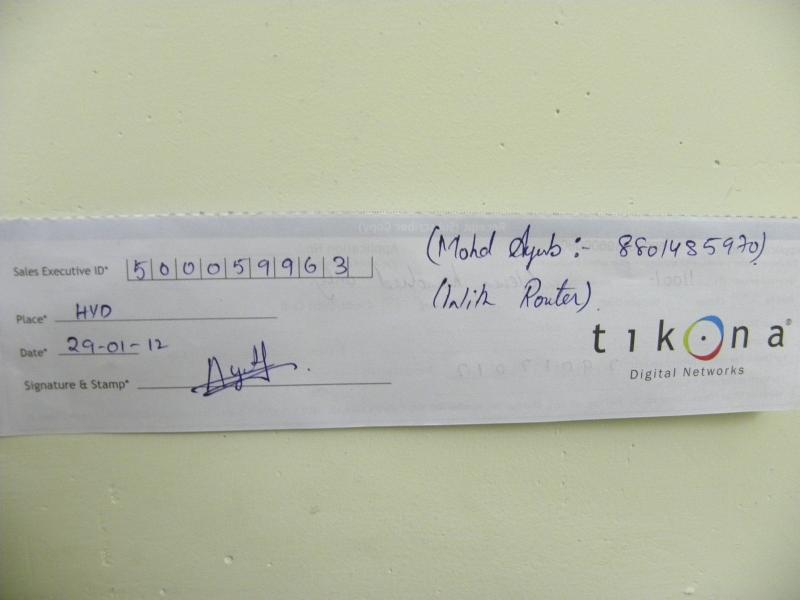 Sales Executive ID* 500059963
Place* HYD
Date* 29-01-12
Signature & Stamp*
(Mohd Ayub:- 8801485970)
(With Router)
tikona®
Digital Networks